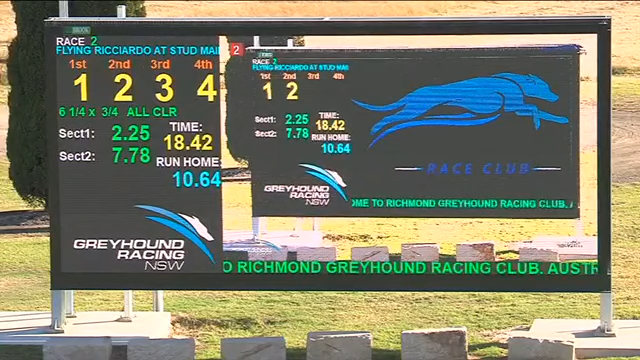 RACE 2
FLYING RICCIARDO AT STUD MAI
1st 2nd 3rd 4th
1 2 3 4
6 1/4 x 3/4 ALL CLR
Sect1: 2.25 TIME: 18.42
Sect2: 7.78 RUN HOME: 10.64
GREYHOUND
RACING
NSW
2
RACE 2
FLYING RICCIARDO AT STUD MAI
1st 2nd 3rd 4th
1 2
Sect1: 2.25 TIME: 18.42
Sect2: 7.78 RUN HOME: 10.64
GREYHOUND
RACING
NSW
RACE CLUB
OME TO RICHMOND GREYHOUND RACING CLUB.
O RICHMOND GREYHOUND RACING CLUB. AUSTR